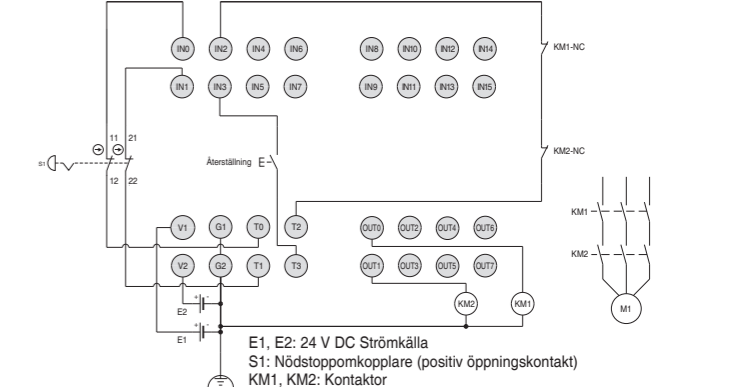 IN0 IN2 IN4 IN6 IN8 IN10 IN12 IN14
KM1-NC
IN1 IN3 IN5 IN7 IN9 IN11 IN13 IN15
11 21
S1
12 22
Återställning E
KM2-NC
V1 G1 T0 T2 OUT0 OUT2 OUT4 OUT6
KM1
V2 G2 T1 T3 OUT1 OUT3 OUT5 OUT7
KM2
+ -
E2
KM2 KM1
M1
+ -
E1
E1, E2: 24 V DC Strömkälla
S1: Nödstoppomkopplare (positiv öppningskontakt)
KM1, KM2: Kontaktor